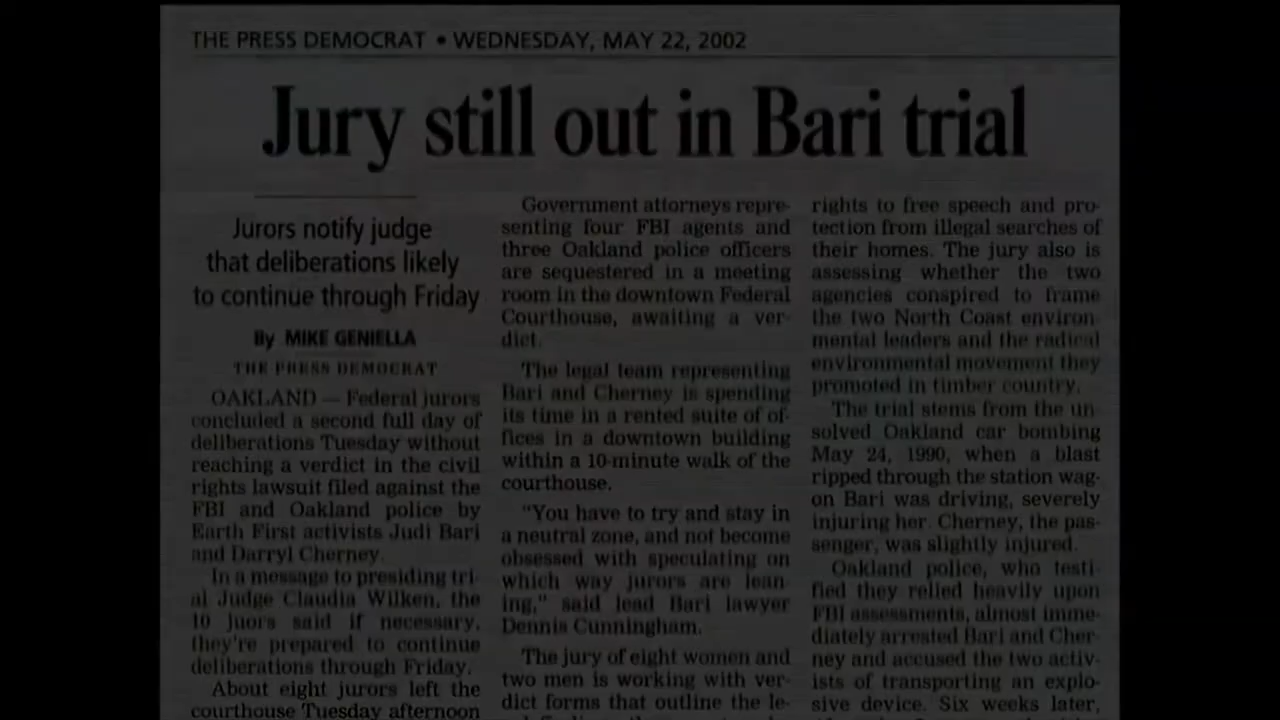 THE PRESS DEMOCRAT • WEDNESDAY, MAY 22, 2002
Jury still out in Bari trial
Jurors notify judge
that deliberations likely
to continue through Friday
By MIKE GENIELLA
THE PRESS DEMOCRAT
OAKLAND — Federal jurors
concluded a second full day of
deliberations Tuesday without
reaching a verdict in the civil
rights lawsuit filed against the
FBI and Oakland police by
Earth First activists Judi Bari
and Darryl Cherney.
In a message to presiding tri-
al Judge Claudia Wilken, the
10 juors said if necessary,
they're prepared to continue
deliberations through Friday.
About eight jurors left the
courthouse Tuesday afternoon
Government attorneys repre-
senting four FBI agents and
three Oakland police officers
are sequestered in a meeting
room in the downtown Federal
Courthouse, awaiting a ver-
dict.
The legal team representing
Bari and Cherney is spending
its time in a rented suite of of-
fices in a downtown building
within a 10-minute walk of the
courthouse.
"You have to try and stay in
a neutral zone, and not become
obsessed with speculating on
which way jurors are lean-
ing," said lead Bari lawyer
Dennis Cunningham.
The jury of eight women and
two men is working with ver-
dict forms that outline the le-
rights to free speech and pro-
tection from illegal searches of
their homes. The jury also is
assessing whether the two
agencies conspired to frame
the two North Coast environ-
mental leaders and the radical
environmental movement they
promoted in timber country.
The trial stems from the un-
solved Oakland car bombing
May 24, 1990, when a blast
ripped through the station wag-
on Bari was driving, severely
injuring her. Cherney, the pas-
senger, was slightly injured.
Oakland police, who testi-
fied they relied heavily upon
FBI assessments, almost imme-
diately arrested Bari and Cher-
ney and accused the two activ-
ists of transporting an explo-
sive device. Six weeks later,